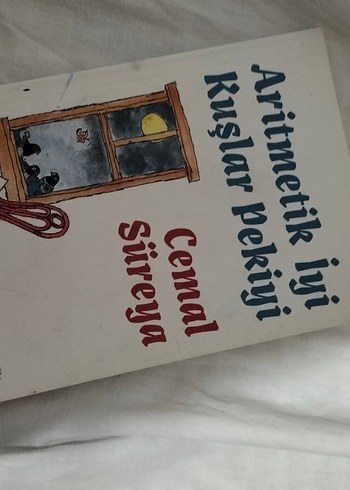 Aritmetik İyi
Kuşlar Pekiyi
Cemal
Süreya